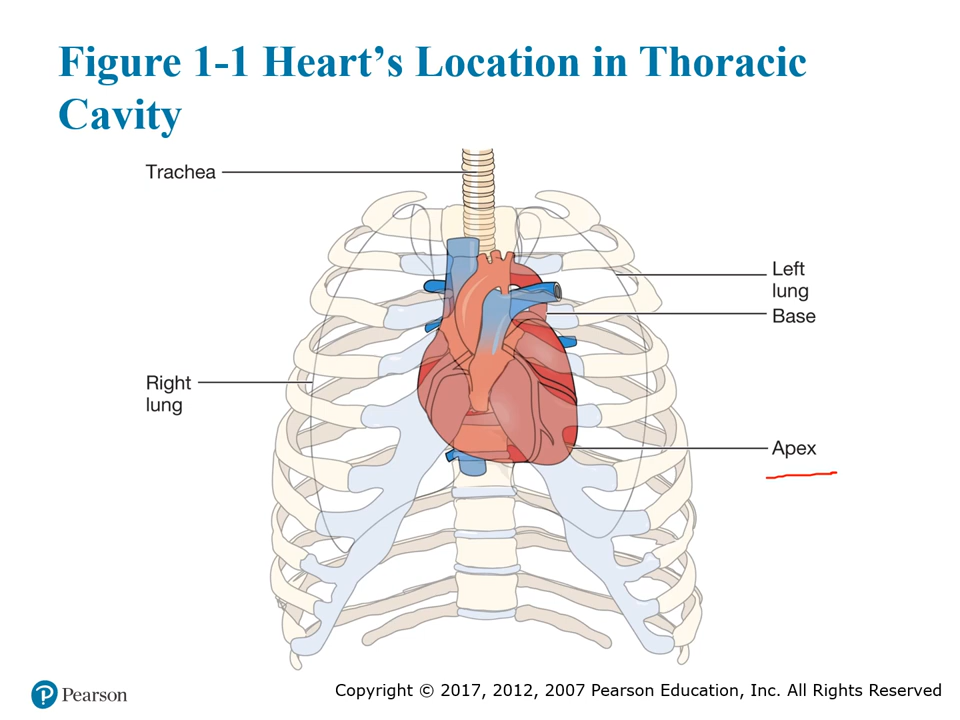 Figure 1-1 Heart’s Location in Thoracic
Cavity
Trachea
Left
lung
Base
Right
lung
Apex
Pearson
Copyright © 2017, 2012, 2007 Pearson Education, Inc. All Rights Reserved